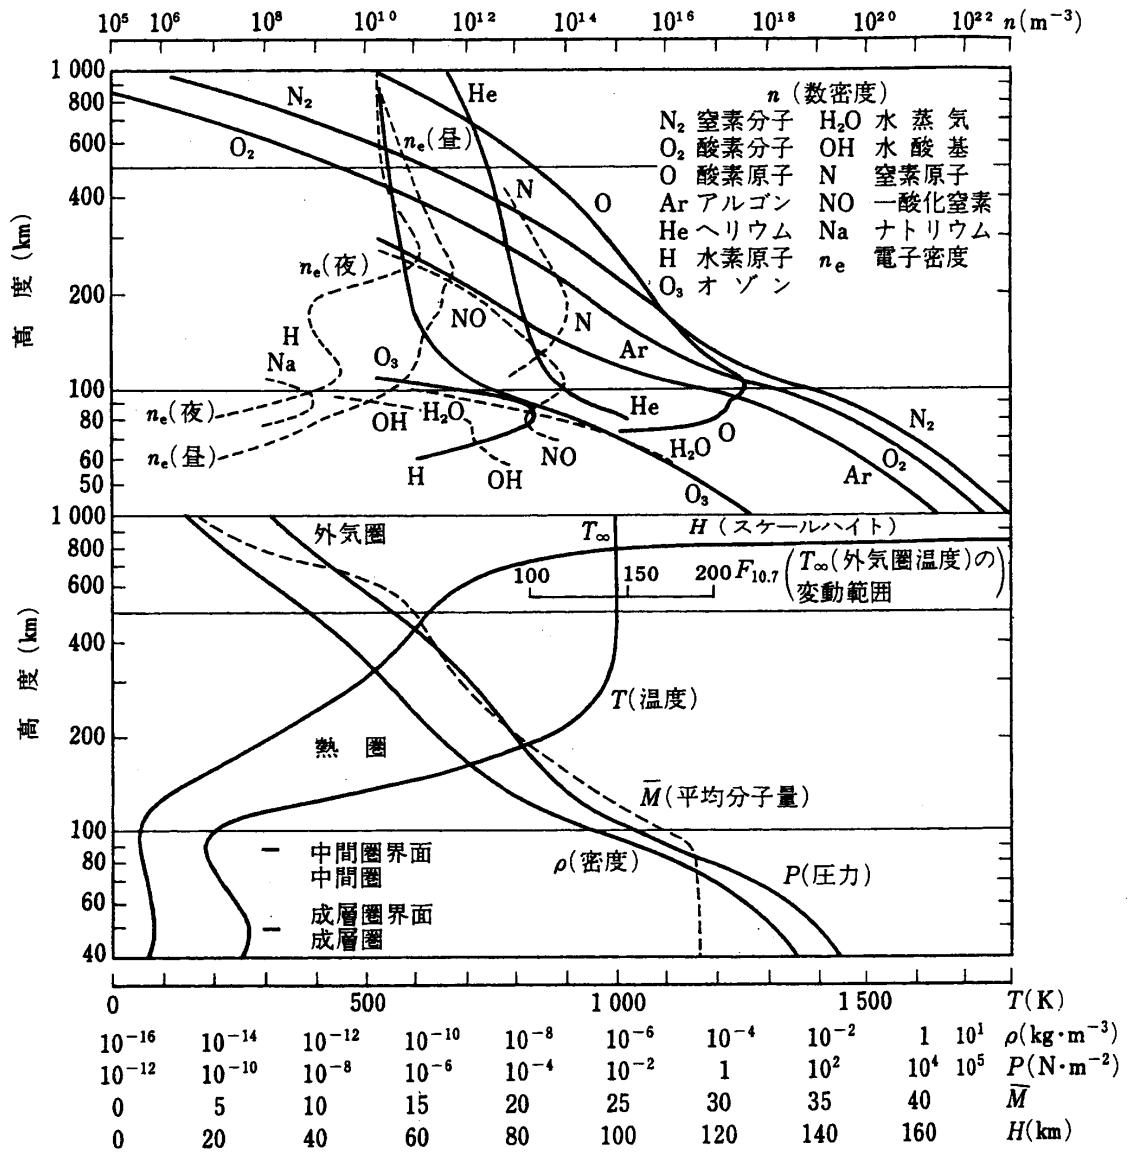 10⁵ 10⁶ 10⁸ 10¹⁰ 10¹² 10¹⁴ 10¹⁶ 10¹⁸ 10²⁰ 10²² n(m⁻³)
1 000
800
600
400
200
100
80
60
50
高度(km)
N₂
O₂
nₑ(昼)
He
N
O
n (数密度)
N₂ 窒素分子 H₂O 水蒸気
O₂ 酸素分子 OH 水酸基
O 酸素原子 N 窒素原子
Ar アルゴン NO 一酸化窒素
He ヘリウム Na ナトリウム
H 水素原子 nₑ 電子密度
O₃ オゾン
nₑ(夜)
H
Na
NO
N
O₃
Ar
nₑ(夜)
nₑ(昼)
OH
H₂O
He
O
N₂
H
OH
NO
H₂O
O₃
Ar
O₂
1 000
800
600
400
200
100
80
60
40
高度(km)
外気圏
T∞
H (スケールハイト)
100 150 200 F₁₀.₇ (T∞(外気圏温度)の
変動範囲)
T(温度)
熱圏
M̅(平均分子量)
ρ(密度)
P(圧力)
中間圏界面
中間圏
成層圏界面
成層圏
0 500 1 000 1 500 T(K)
10⁻¹⁶ 10⁻¹⁴ 10⁻¹² 10⁻¹⁰ 10⁻⁸ 10⁻⁶ 10⁻⁴ 10⁻² 1 10¹ ρ(kg·m⁻³)
10⁻¹² 10⁻¹⁰ 10⁻⁸ 10⁻⁶ 10⁻⁴ 10⁻² 1 10² 10⁴ 10⁵ P(N·m⁻²)
0 5 10 15 20 25 30 35 40 M̅
0 20 40 60 80 100 120 140 160 H(km)